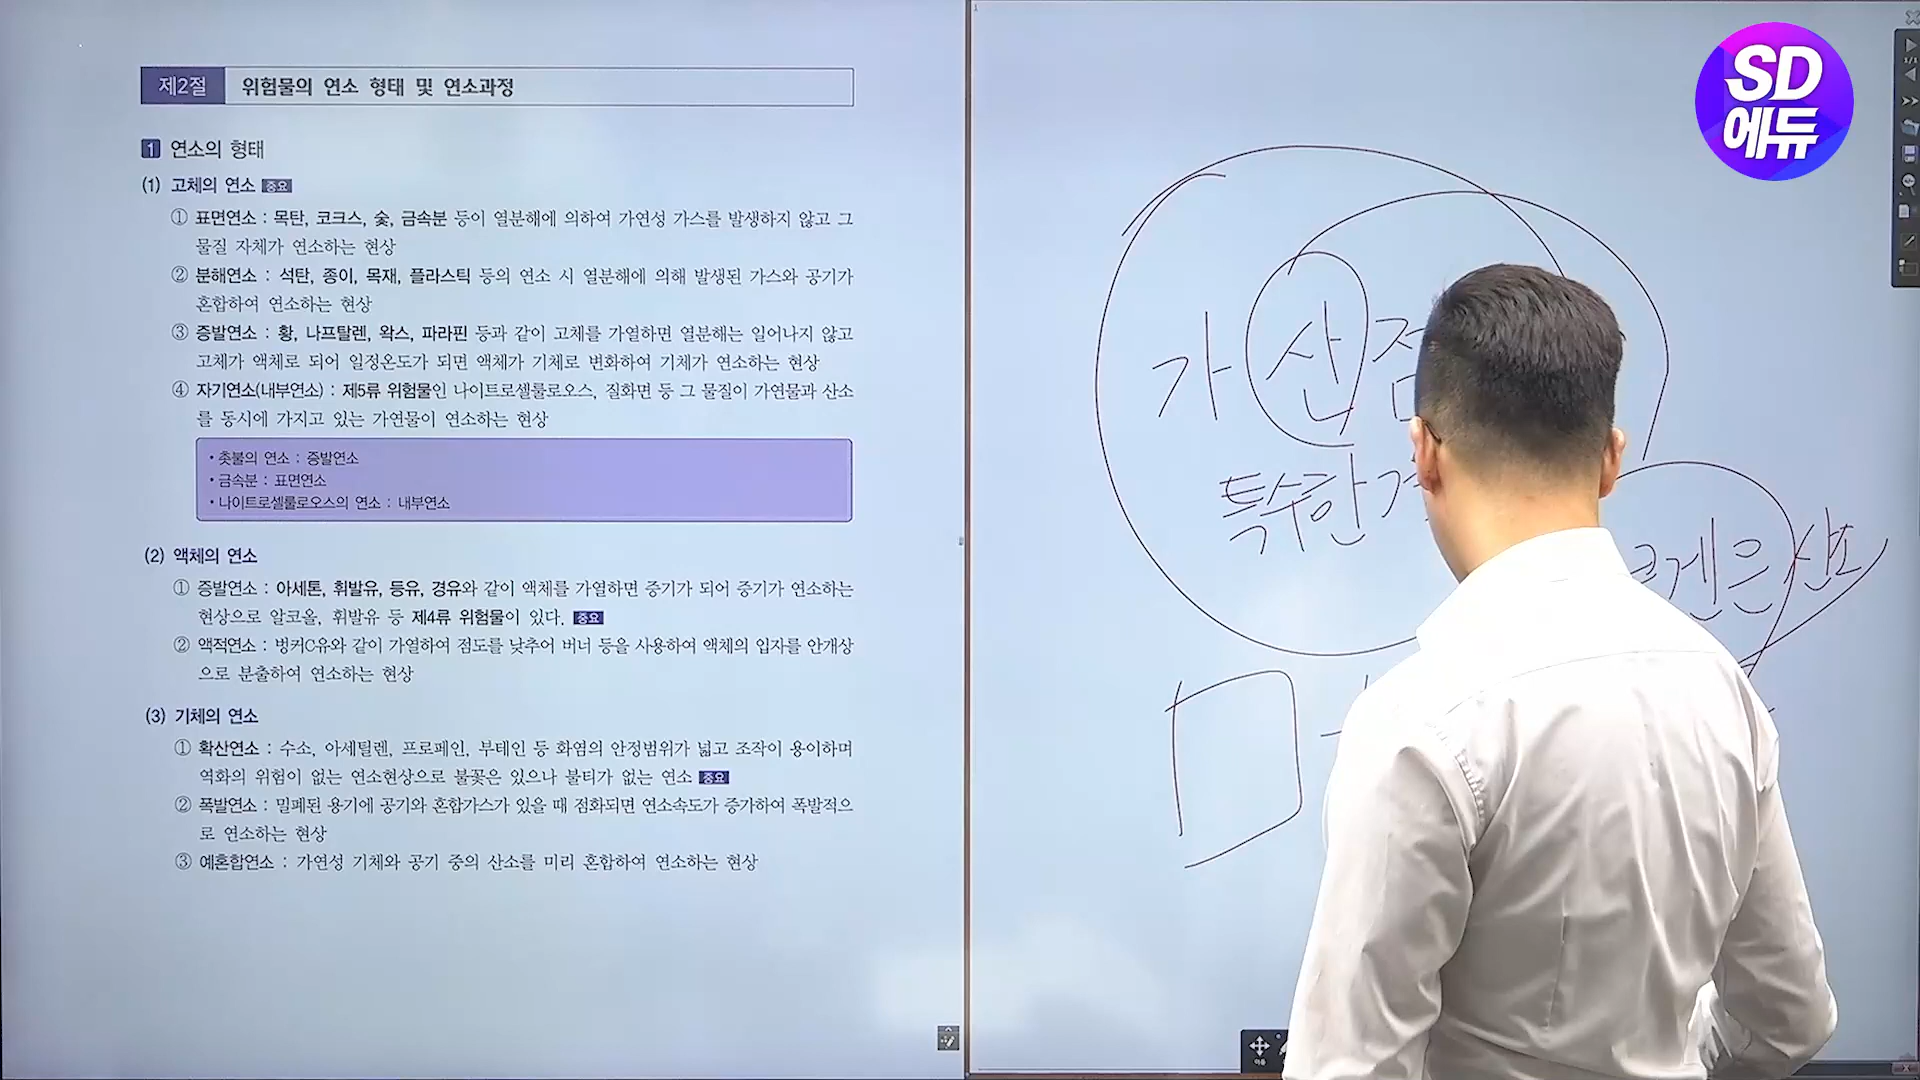 제2절 위험물의 연소 형태 및 연소과정
1 연소의 형태
(1) 고체의 연소 중요
① 표면연소 : 목탄, 코크스, 숯, 금속분 등이 열분해에 의하여 가연성 가스를 발생하지 않고 그
물질 자체가 연소하는 현상
② 분해연소 : 석탄, 종이, 목재, 플라스틱 등의 연소 시 열분해에 의해 발생된 가스와 공기가
혼합하여 연소하는 현상
③ 증발연소 : 황, 나프탈렌, 왁스, 파라핀 등과 같이 고체를 가열하면 열분해는 일어나지 않고
고체가 액체로 되어 일정온도가 되면 액체가 기체로 변화하여 기체가 연소하는 현상
④ 자기연소(내부연소) : 제5류 위험물인 나이트로셀룰로오스, 질화면 등 그 물질이 가연물과 산소
를 동시에 가지고 있는 가연물이 연소하는 현상
• 촛불의 연소 : 증발연소
• 금속분 : 표면연소
• 나이트로셀룰로오스의 연소 : 내부연소
(2) 액체의 연소
① 증발연소 : 아세톤, 휘발유, 등유, 경유와 같이 액체를 가열하면 증기가 되어 증기가 연소하는
현상으로 알코올, 휘발유 등 제4류 위험물이 있다. 중요
② 액적연소 : 벙커C유와 같이 가열하여 점도를 낮추어 버너 등을 사용하여 액체의 입자를 안개상
으로 분출하여 연소하는 현상
(3) 기체의 연소
① 확산연소 : 수소, 아세틸렌, 프로페인, 부테인 등 화염의 안정범위가 넓고 조작이 용이하며
역화의 위험이 없는 연소현상으로 불꽃은 있으나 불티가 없는 연소 중요
② 폭발연소 : 밀폐된 용기에 공기와 혼합가스가 있을 때 점화되면 연소속도가 증가하여 폭발적으
로 연소하는 현상
③ 예혼합연소 : 가연성 기체와 공기 중의 산소를 미리 혼합하여 연소하는 현상
SD
에듀
가 산 점
특수한
산소